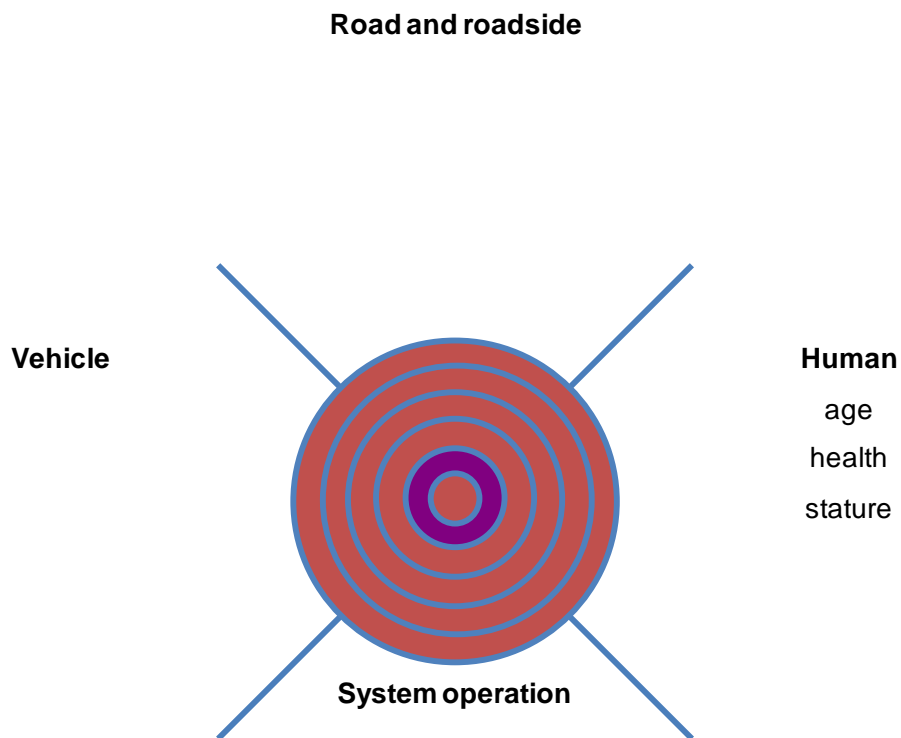 Road and roadside
Vehicle
Human
age
health
stature
System operation